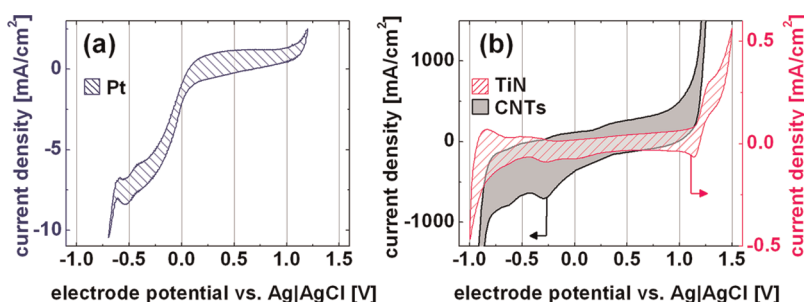 (a)
Pt
current density [mA/cm²]
0
-5
-10
-1.0 -0.5 0.0 0.5 1.0 1.5
electrode potential vs. Ag|AgCl [V]
(b)
TiN
CNTs
current density [mA/cm²]
1000
0
-1000
0.5
0.0
-0.5
current density [mA/cm²]
-1.0 -0.5 0.0 0.5 1.0 1.5
electrode potential vs. Ag|AgCl [V]